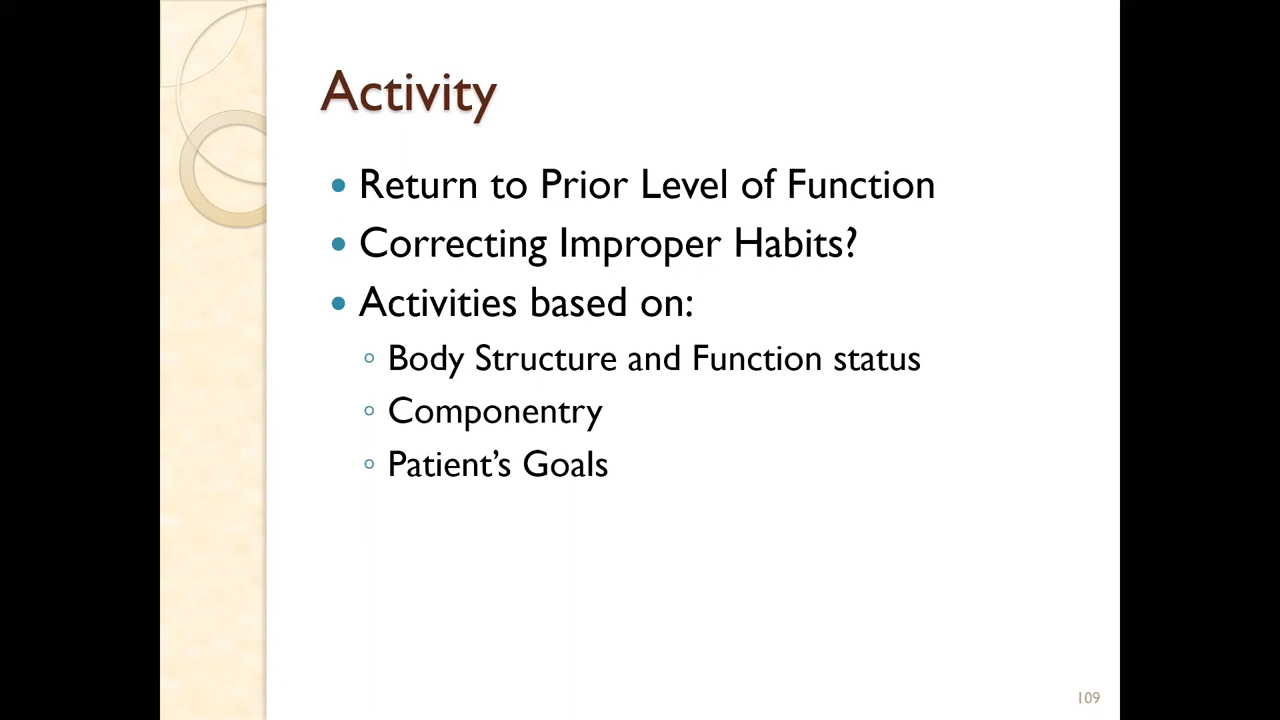 Activity
Return to Prior Level of Function
Correcting Improper Habits?
Activities based on:
Body Structure and Function status
Componentry
Patient’s Goals
109